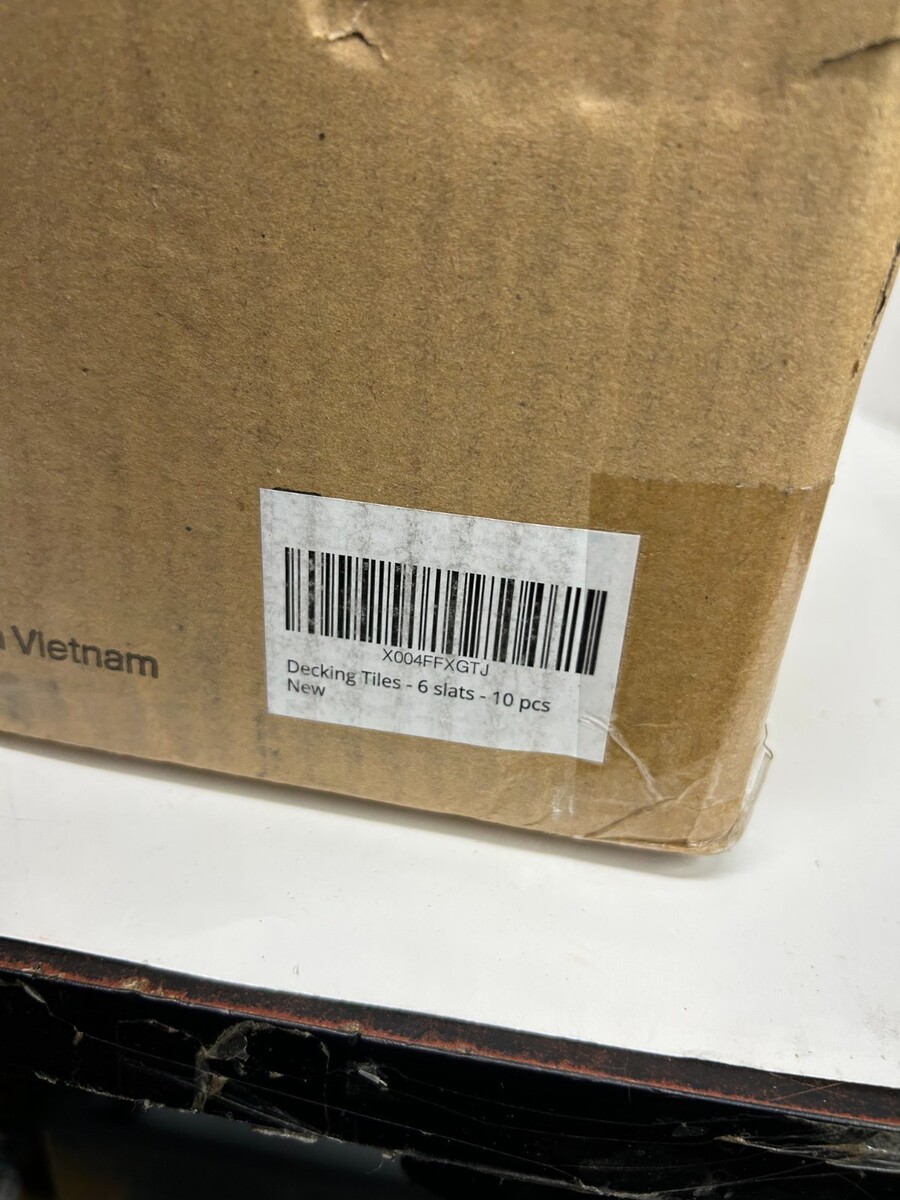 Vietnam
X004FFXGTJ
Decking Tiles - 6 slats - 10 pcs
New